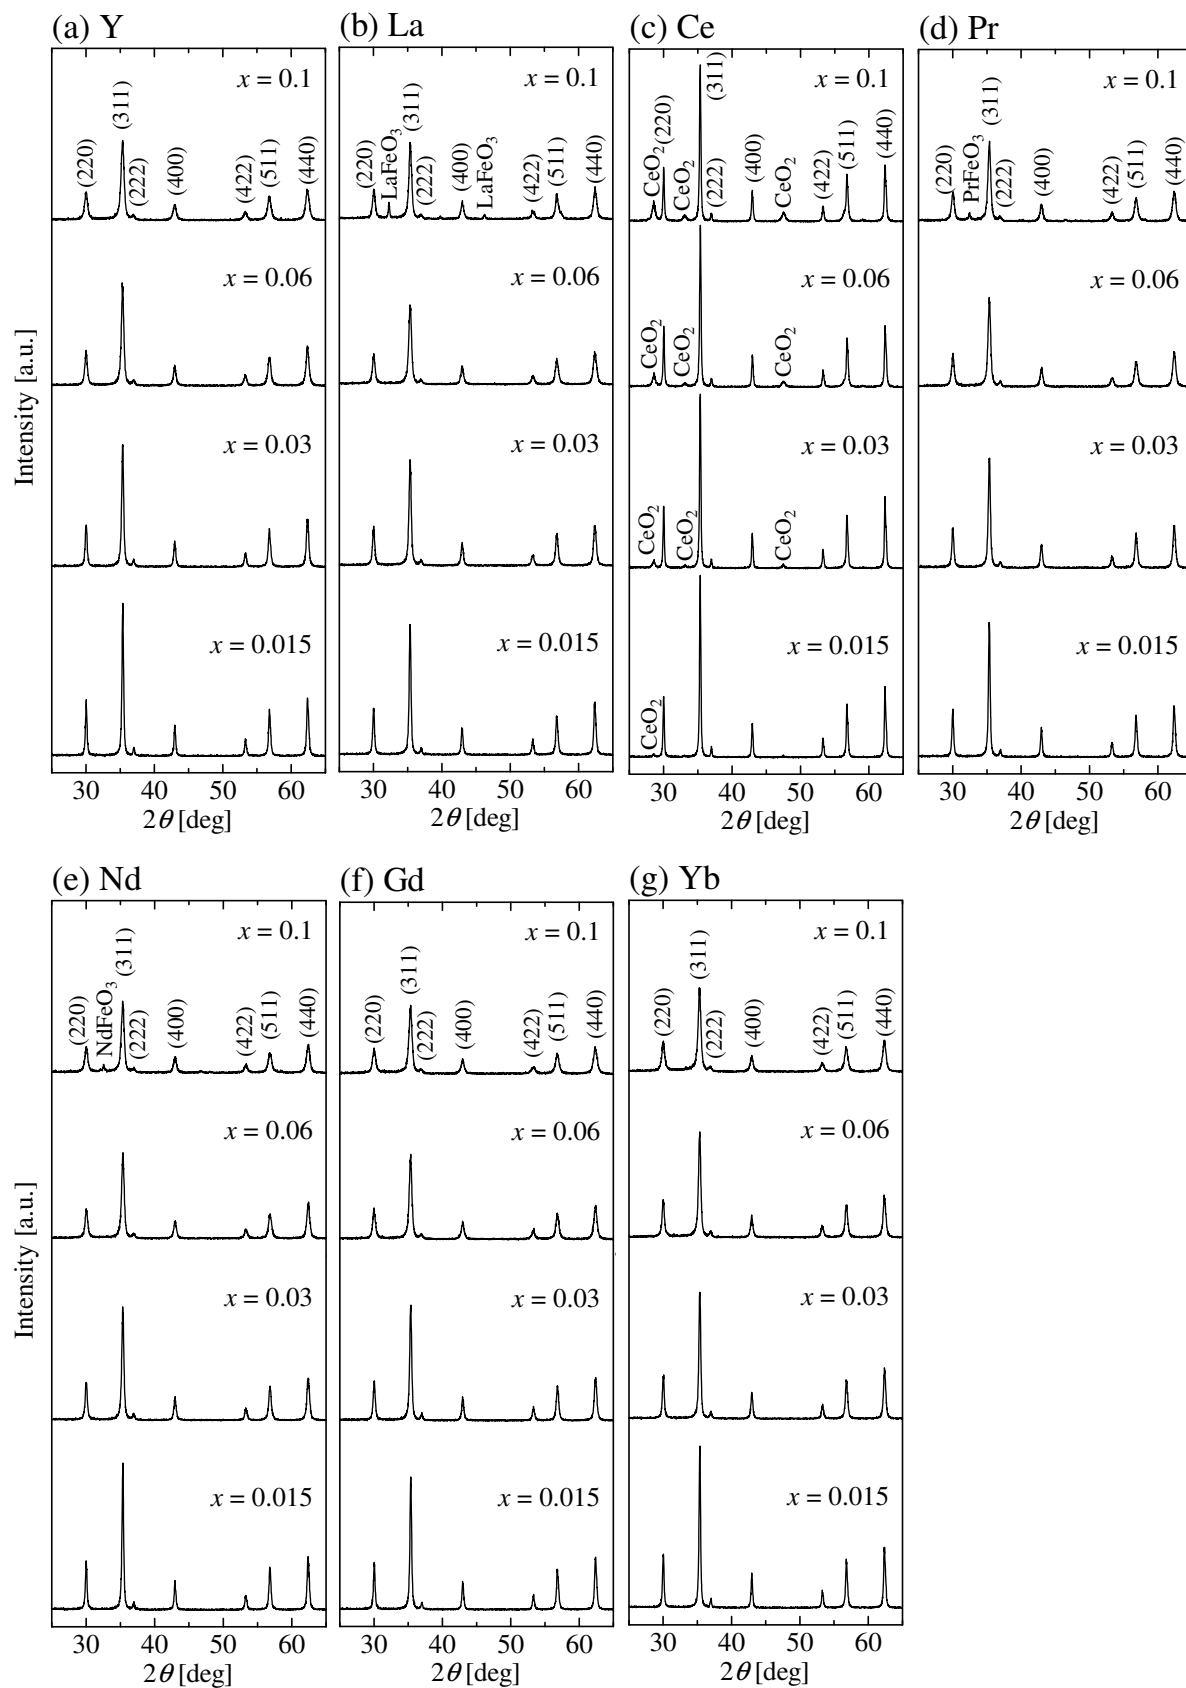 (a) Y
x = 0.1
(220)
(311)
(222)
(400)
(422)
(511)
(440)
x = 0.06
x = 0.03
x = 0.015
30 40 50 60
2θ [deg]
Intensity [a.u.]
(b) La
x = 0.1
(220)
LaFeO3
(311)
(222)
(400)
LaFeO3
(422)
(511)
(440)
x = 0.06
x = 0.03
x = 0.015
30 40 50 60
2θ [deg]
(c) Ce
x = 0.1
CeO2
(220)
CeO2
(311)
(222)
(400)
CeO2
(422)
(511)
(440)
x = 0.06
CeO2
CeO2
CeO2
x = 0.03
CeO2
CeO2
CeO2
x = 0.015
CeO2
30 40 50 60
2θ [deg]
(d) Pr
x = 0.1
(220)
PrFeO3
(311)
(222)
(400)
(422)
(511)
(440)
x = 0.06
x = 0.03
x = 0.015
30 40 50 60
2θ [deg]
(e) Nd
x = 0.1
(220)
NdFeO3
(311)
(222)
(400)
(422)
(511)
(440)
x = 0.06
x = 0.03
x = 0.015
30 40 50 60
2θ [deg]
Intensity [a.u.]
(f) Gd
x = 0.1
(220)
(311)
(222)
(400)
(422)
(511)
(440)
x = 0.06
x = 0.03
x = 0.015
30 40 50 60
2θ [deg]
(g) Yb
x = 0.1
(220)
(311)
(222)
(400)
(422)
(511)
(440)
x = 0.06
x = 0.03
x = 0.015
30 40 50 60
2θ [deg]